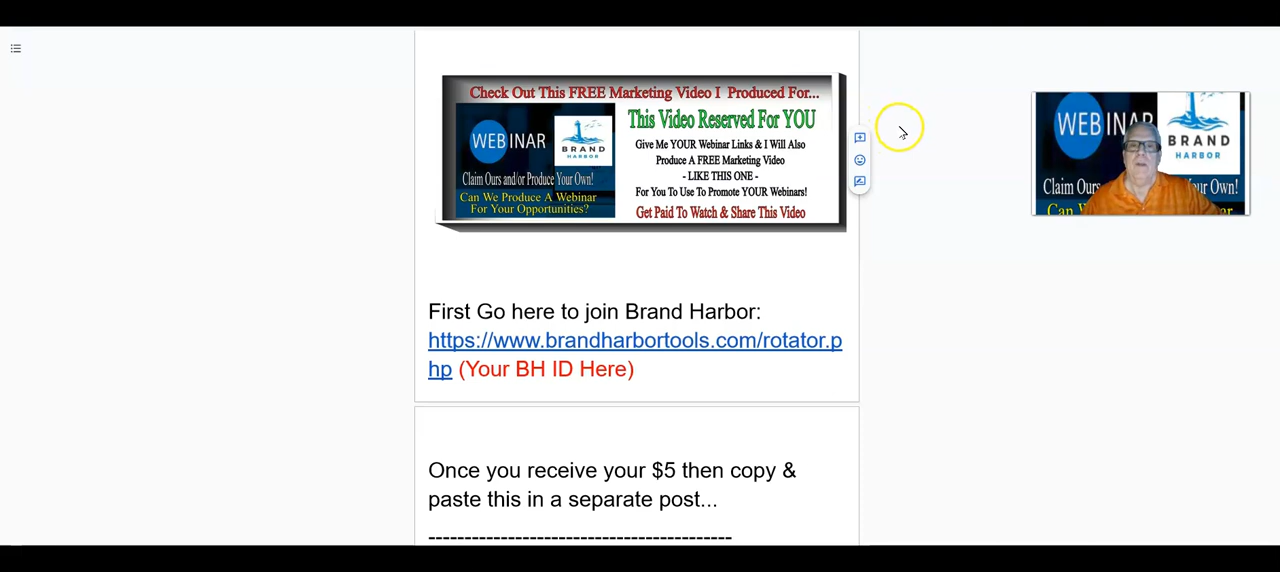 Check Out This FREE Marketing Video I Produced For...
This Video Reserved For YOU
WEBINAR
BRAND
HARBOR
Give Me YOUR Webinar Links & I Will Also
Produce A FREE Marketing Video
- LIKE THIS ONE -
For You To Use To Promote YOUR Webinars!
Claim Ours and/or Produce Your Own!
Can We Produce A Webinar
For Your Opportunities?
Get Paid To Watch & Share This Video
WEBINAR
BRAND
HARBOR
Claim Ours
Your Own!
Can W
First Go here to join Brand Harbor:
https://www.brandharbortools.com/rotator.p
hp (Your BH ID Here)
Once you receive your $5 then copy &
paste this in a separate post...
------------------------------------------